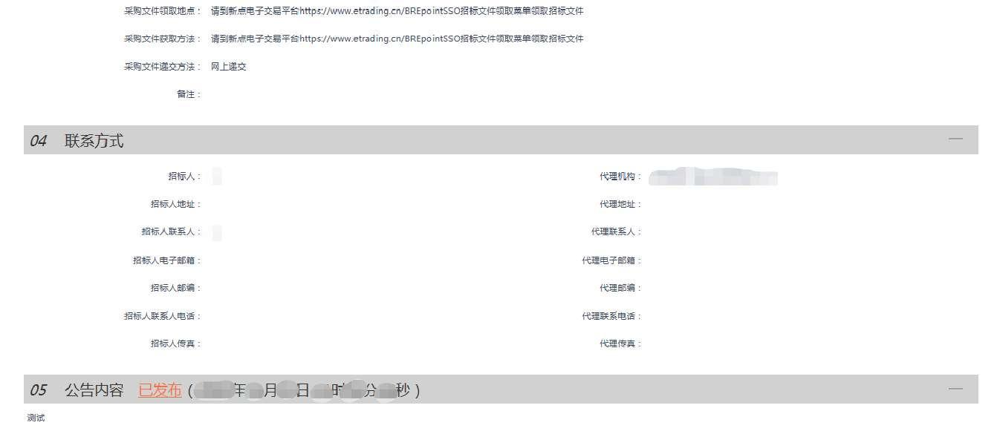 采购文件领取地点： 请到新点电子交易平台https://www.etrading.cn/BREpointSSO招标文件领取菜单领取招标文件
采购文件获取方法： 请到新点电子交易平台https://www.etrading.cn/BREpointSSO招标文件领取菜单领取招标文件
采购文件递交方法： 网上递交
备注：
04 联系方式
招标人： 代理机构：
招标人地址： 代理地址：
招标人联系人： 代理联系人：
招标人电子邮箱： 代理电子邮箱：
招标人邮编： 代理邮编：
招标人联系人电话： 代理联系电话：
招标人传真： 代理传真：
05 公告内容 已发布 ( 年 月 日 时 分 秒 )
测试